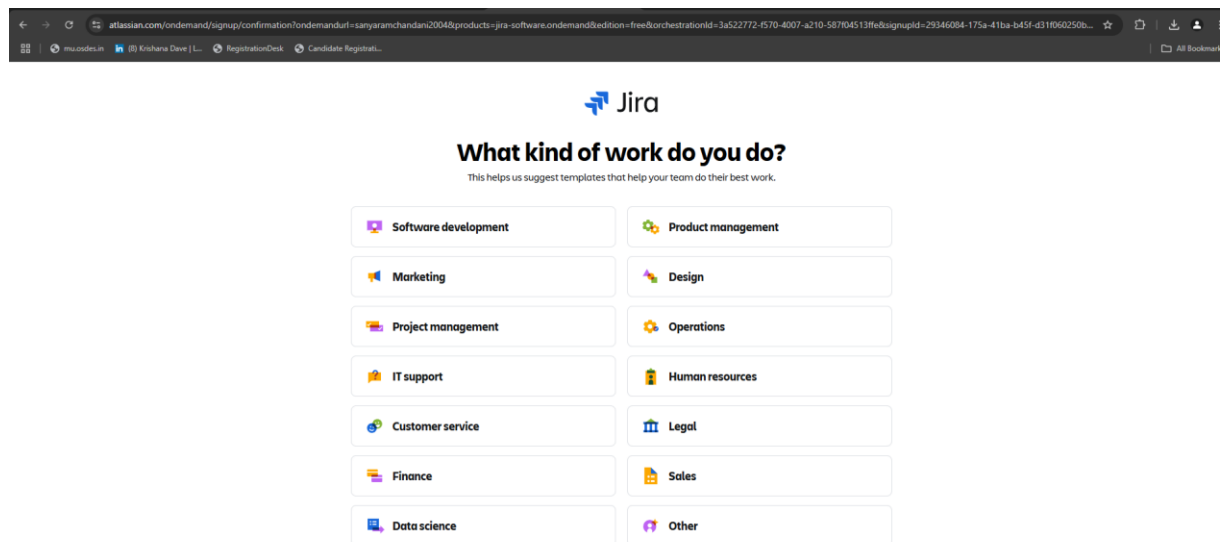 atlassian.com/ondemand/signup/confirmation?ondemandurl=sanyaramchandani2004&products=jira-software.ondemand&edition=free&orchestrationId=3a522772-f570-4007-a210-587f04513ffe&signupId=29346084-175a-41ba-b45f-d31f060250b...
mu.osdes.in (8) Krishana Dave | L... RegistrationDesk Candidate Registrati... All Bookmark
Jira
What kind of work do you do?
This helps us suggest templates that help your team do their best work.
Software development Product management
Marketing Design
Project management Operations
IT support Human resources
Customer service Legal
Finance Sales
Data science Other